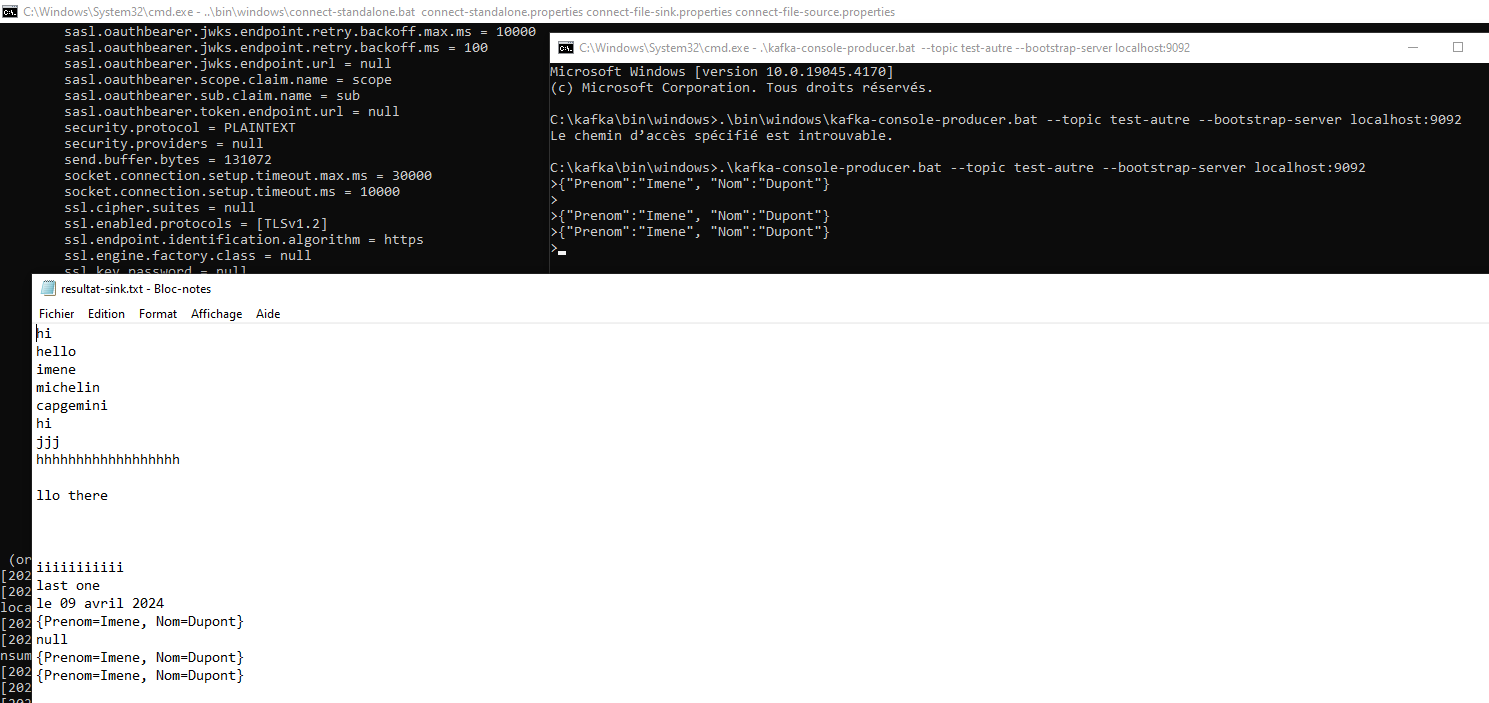 C:\Windows\System32\cmd.exe - ..\bin\windows\connect-standalone.bat  connect-standalone.properties connect-file-sink.properties connect-file-source.properties
sasl.oauthbearer.jwks.endpoint.retry.backoff.max.ms = 10000
sasl.oauthbearer.jwks.endpoint.retry.backoff.ms = 100
sasl.oauthbearer.jwks.endpoint.url = null
sasl.oauthbearer.scope.claim.name = scope
sasl.oauthbearer.sub.claim.name = sub
sasl.oauthbearer.token.endpoint.url = null
security.protocol = PLAINTEXT
security.providers = null
send.buffer.bytes = 131072
socket.connection.setup.timeout.max.ms = 30000
socket.connection.setup.timeout.ms = 10000
ssl.cipher.suites = null
ssl.enabled.protocols = [TLSv1.2]
ssl.endpoint.identification.algorithm = https
ssl.engine.factory.class = null
ssl.key.password = null
C:\Windows\System32\cmd.exe - .\kafka-console-producer.bat  --topic test-autre --bootstrap-server localhost:9092
Microsoft Windows [version 10.0.19045.4170]
(c) Microsoft Corporation. Tous droits réservés.
C:\kafka\bin\windows>.\bin\windows\kafka-console-producer.bat --topic test-autre --bootstrap-server localhost:9092
Le chemin d’accès spécifié est introuvable.
C:\kafka\bin\windows>.\kafka-console-producer.bat --topic test-autre --bootstrap-server localhost:9092
>{"Prenom":"Imene", "Nom":"Dupont"}
>
>{"Prenom":"Imene", "Nom":"Dupont"}
>{"Prenom":"Imene", "Nom":"Dupont"}
>
resultat-sink.txt - Bloc-notes
Fichier Edition Format Affichage Aide
hi
hello
imene
michelin
capgemini
hi
jjj
hhhhhhhhhhhhhhhhhh
llo there
iiiiiiiiiii
last one
le 09 avril 2024
{Prenom=Imene, Nom=Dupont}
null
{Prenom=Imene, Nom=Dupont}
{Prenom=Imene, Nom=Dupont}
(or
[202
[202
loca
[202
[202
nsum
[202
[202